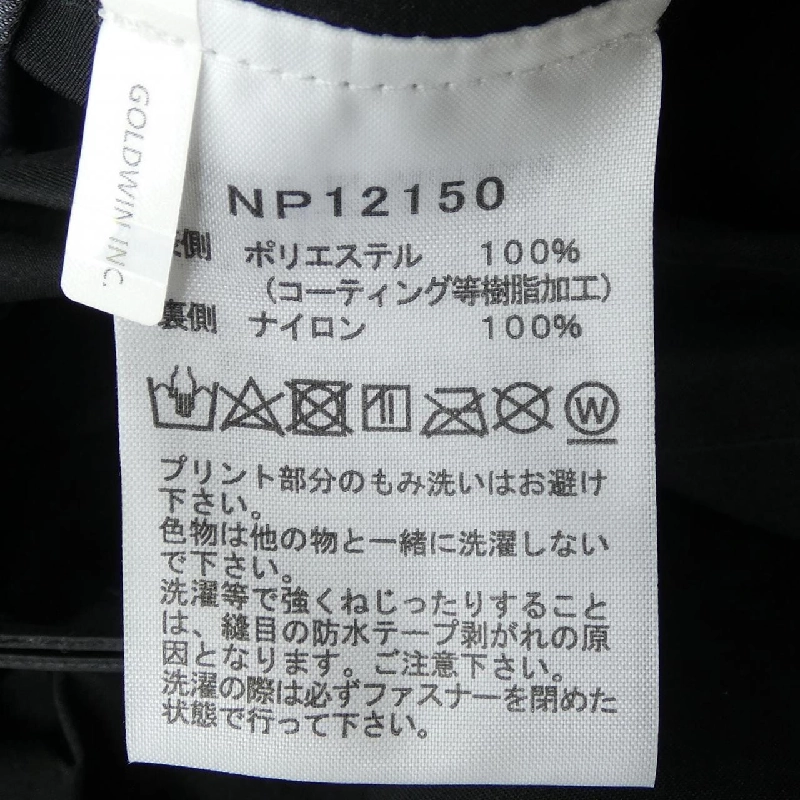 GOLDWIN INC.
NP12150
側 ポリエステル 100%
(コーティング等樹脂加工)
裏側 ナイロン 100%
W
プリント部分のもみ洗いはお避け
下さい。
色物は他の物と一緒に洗濯しない
で下さい。
洗濯等で強くねじったりすること
は、縫目の防水テープ剥がれの原
因となります。ご注意下さい。
洗濯の際は必ずファスナーを閉めた
状態で行って下さい。